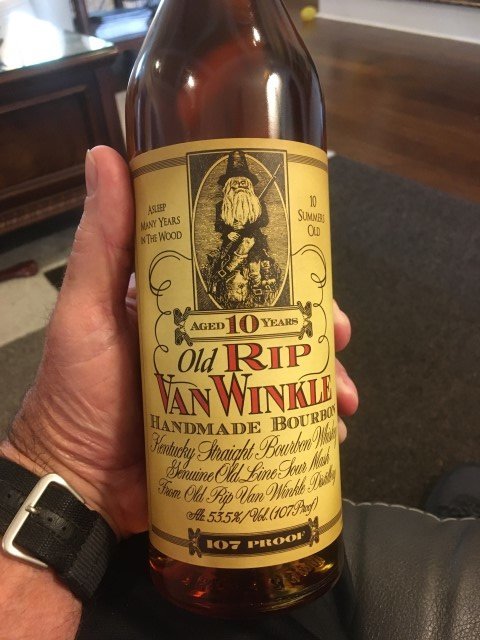 ASLEEP
MANY YEARS
IN THE WOOD
10
SUMMERS
OLD
AGED 10 YEARS
Old RIP
VAN WINKLE
HANDMADE BOURBON
Kentucky Straight Bourbon Whiskey
Genuine Old Line Sour Mash
From Old Rip Van Winkle Distillery
Alc 53.5%/Vol. (107 Proof)
107 PROOF